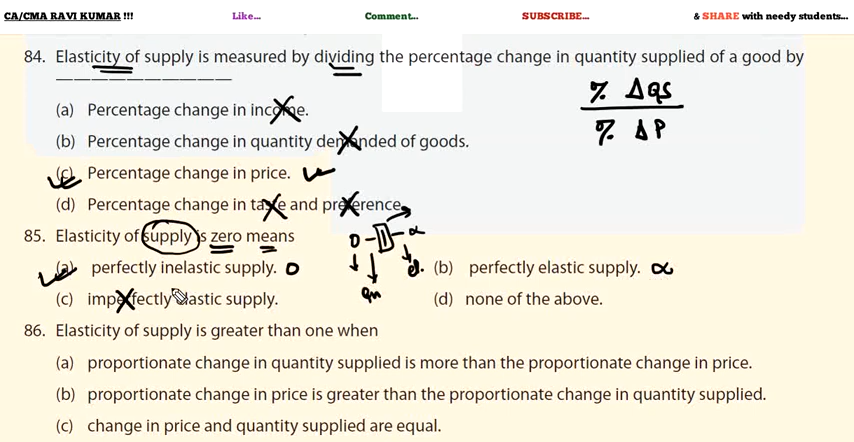 CA/CMA RAVI KUMAR !!! Like... Comment... SUBSCRIBE... & SHARE with needy students...
84. Elasticity of supply is measured by dividing the percentage change in quantity supplied of a good by
_ _ _ _ _ _ _ _ _ _
% ΔQS
% ΔP
(a) Percentage change in income.
(b) Percentage change in quantity demanded of goods.
(c) Percentage change in price.
(d) Percentage change in taste and preference
85. Elasticity of supply is zero means
0 1 α
(a) perfectly inelastic supply. 0 el. (b) perfectly elastic supply. α
(c) imperfectly elastic supply. (d) none of the above.
86. Elasticity of supply is greater than one when
(a) proportionate change in quantity supplied is more than the proportionate change in price.
(b) proportionate change in price is greater than the proportionate change in quantity supplied.
(c) change in price and quantity supplied are equal.